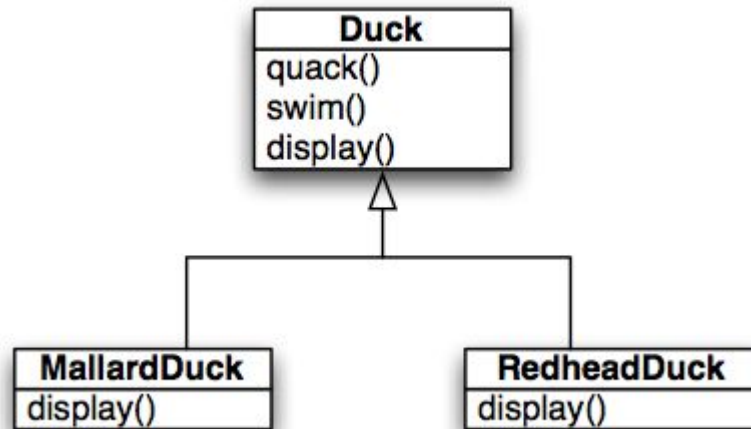 Duck
quack()
swim()
display()
MallardDuck
display()
RedheadDuck
display()